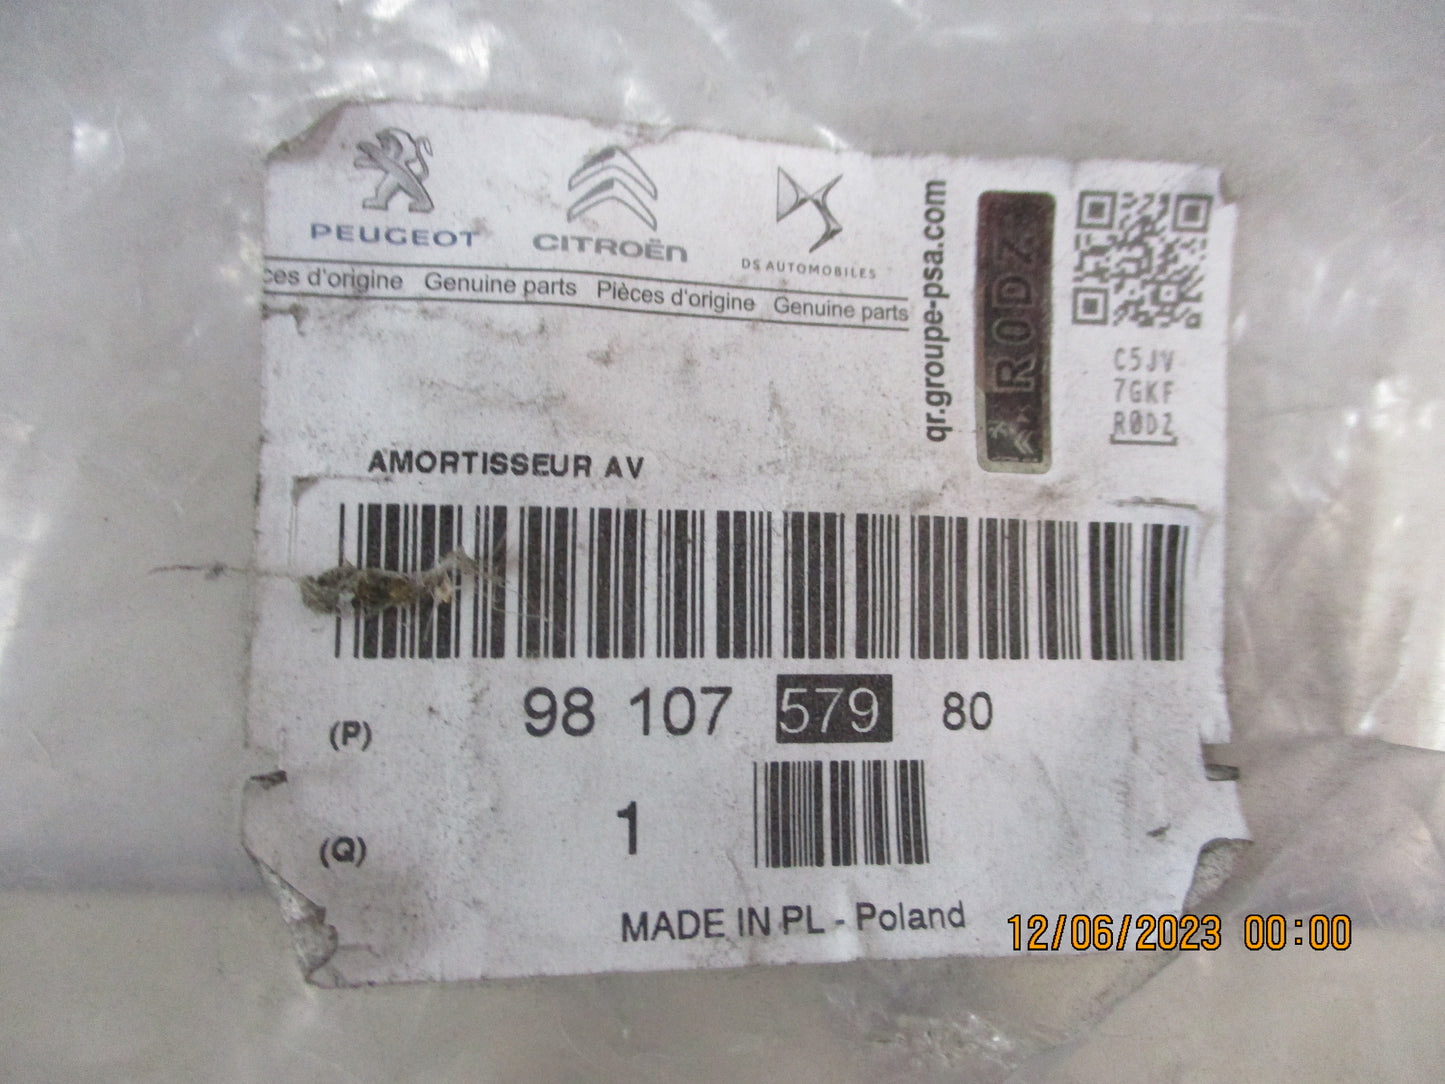 PEUGEOT
CITROËN
DS AUTOMOBILES
ces d'origine Genuine parts Pièces d'origine Genuine parts
qr.groupe-psa.com
R0DZ
C5JV
7GKF
R0DZ
AMORTISSEUR AV
(P) 98 107 579 80
(Q) 1
MADE IN PL - Poland
12/06/2023 00:00